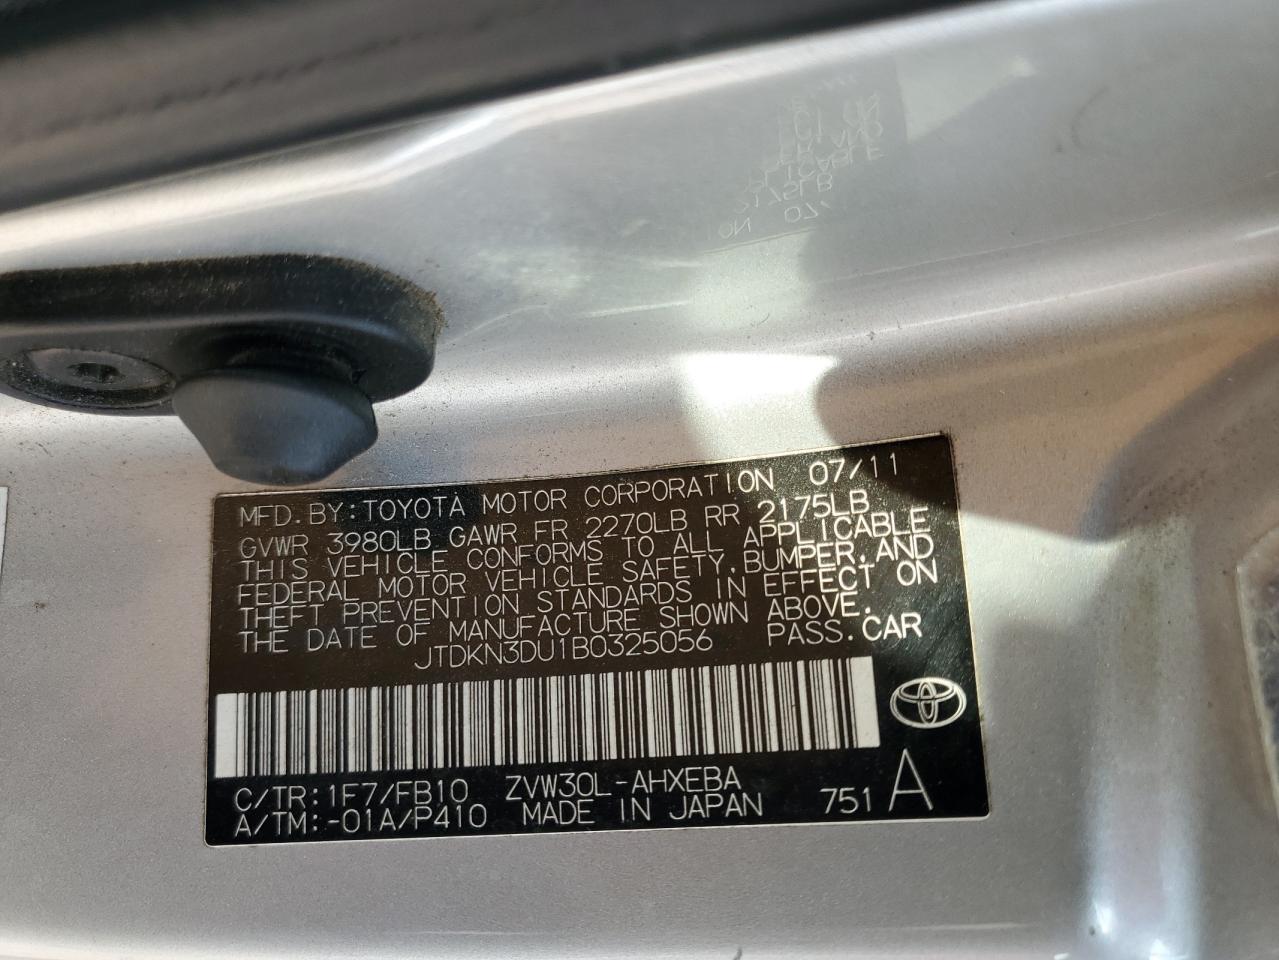 MFD.BY:TOYOTA MOTOR CORPORATION 07/11
GVWR 3980LB GAWR FR 2270LB RR 2175LB
THIS VEHICLE CONFORMS TO ALL APPLICABLE
FEDERAL MOTOR VEHICLE SAFETY,BUMPER,AND
THEFT PREVENTION STANDARDS IN EFFECT ON
THE DATE OF MANUFACTURE SHOWN ABOVE.
JTDKN3DU1B0325056 PASS.CAR
C/TR:1F7/FB10 ZVW30L-AHXEBA
A/TM:-01A/P410 MADE IN JAPAN 751 A